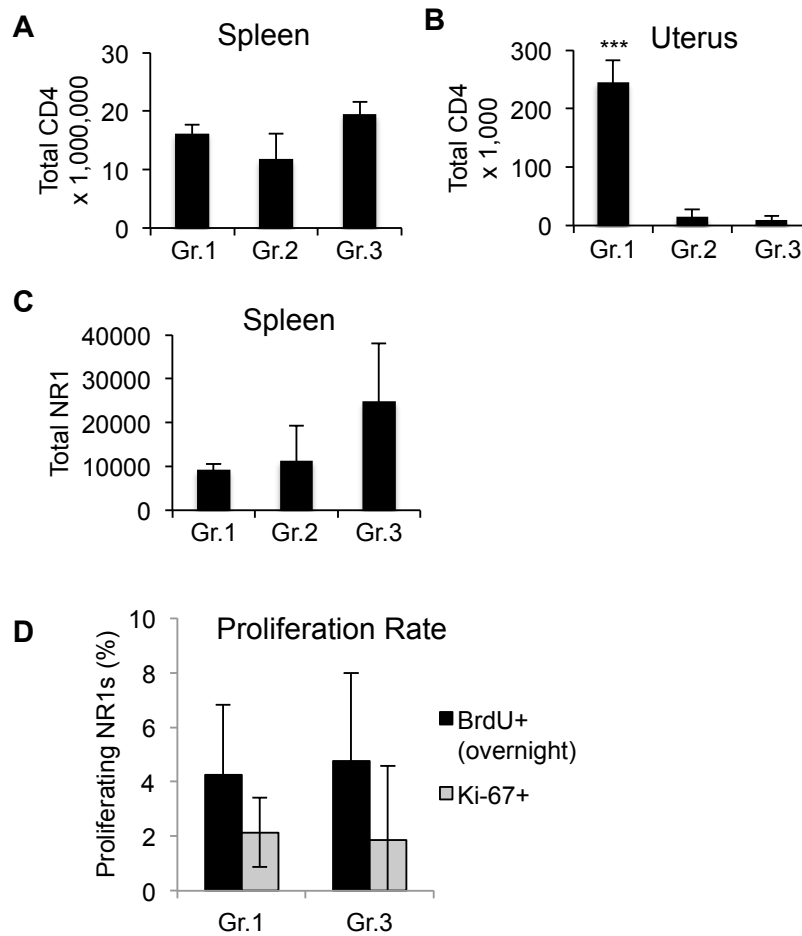 A
Spleen
Total CD4
x 1,000,000
30
20
10
0
Gr.1 Gr.2 Gr.3
B
Uterus
***
Total CD4
x 1,000
300
200
100
0
Gr.1 Gr.2 Gr.3
C
Spleen
Total NR1
40000
30000
20000
10000
0
Gr.1 Gr.2 Gr.3
D
Proliferation Rate
Proliferating NR1s (%)
10
8
6
4
2
0
Gr.1 Gr.3
BrdU+
(overnight)
Ki-67+